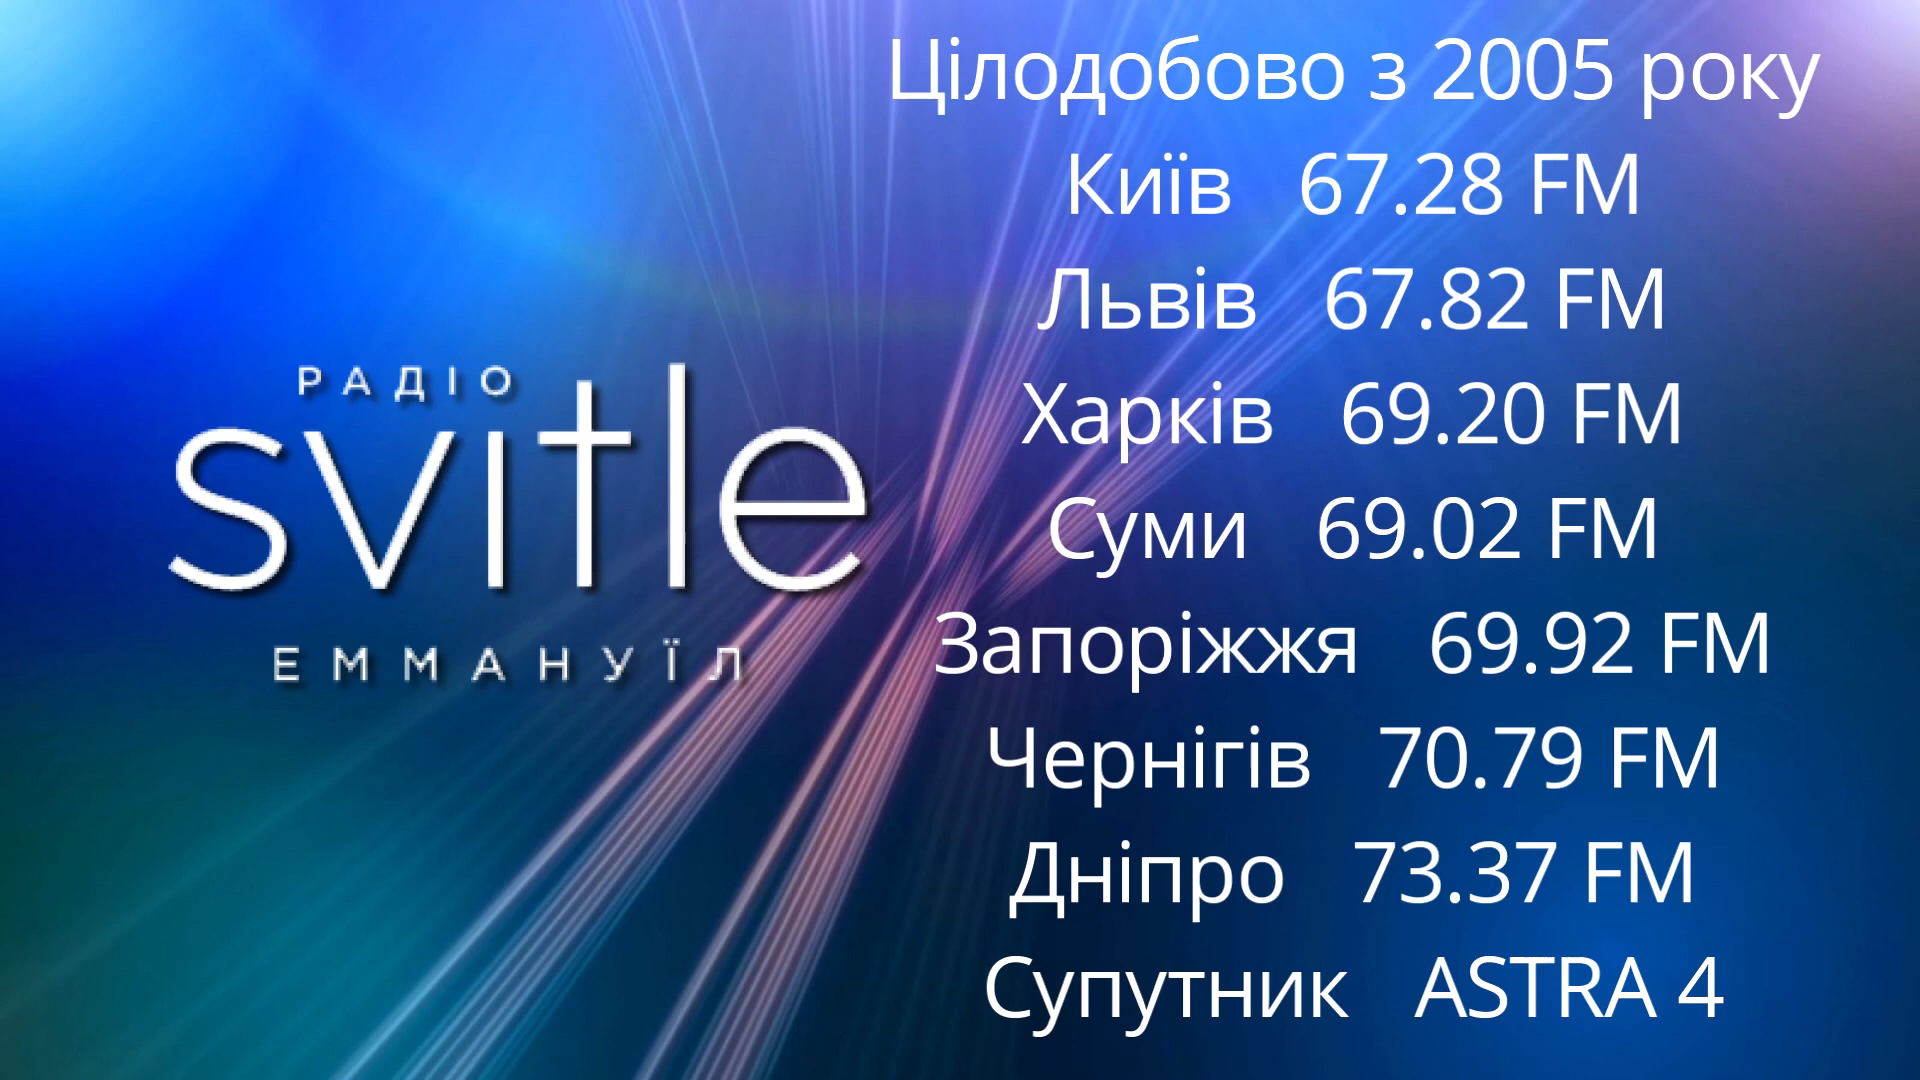 РАДІО
svitle
ЕММАНУЇЛ
Цілодобово з 2005 року
Київ 67.28 FM
Львів 67.82 FM
Харків 69.20 FM
Суми 69.02 FM
Запоріжжя 69.92 FM
Чернігів 70.79 FM
Дніпро 73.37 FM
Супутник ASTRA 4